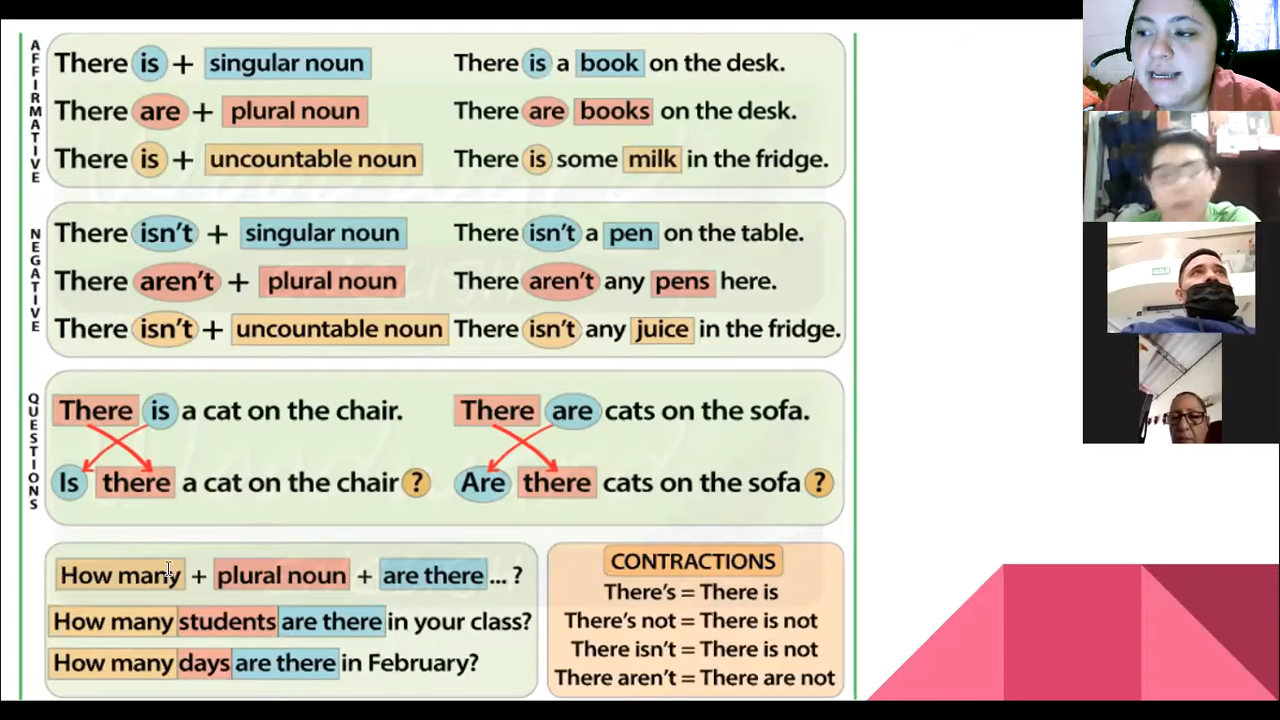 AFFIRMATIVE
There is + singular noun There is a book on the desk.
There are + plural noun There are books on the desk.
There is + uncountable noun There is some milk in the fridge.
NEGATIVE
There isn't + singular noun There isn't a pen on the table.
There aren't + plural noun There aren't any pens here.
There isn't + uncountable noun There isn't any juice in the fridge.
QUESTIONS
There is a cat on the chair. There are cats on the sofa.
Is there a cat on the chair ? Are there cats on the sofa ?
How many + plural noun + are there ... ?
How many students are there in your class?
How many days are there in February?
CONTRACTIONS
There's = There is
There's not = There is not
There isn't = There is not
There aren't = There are not